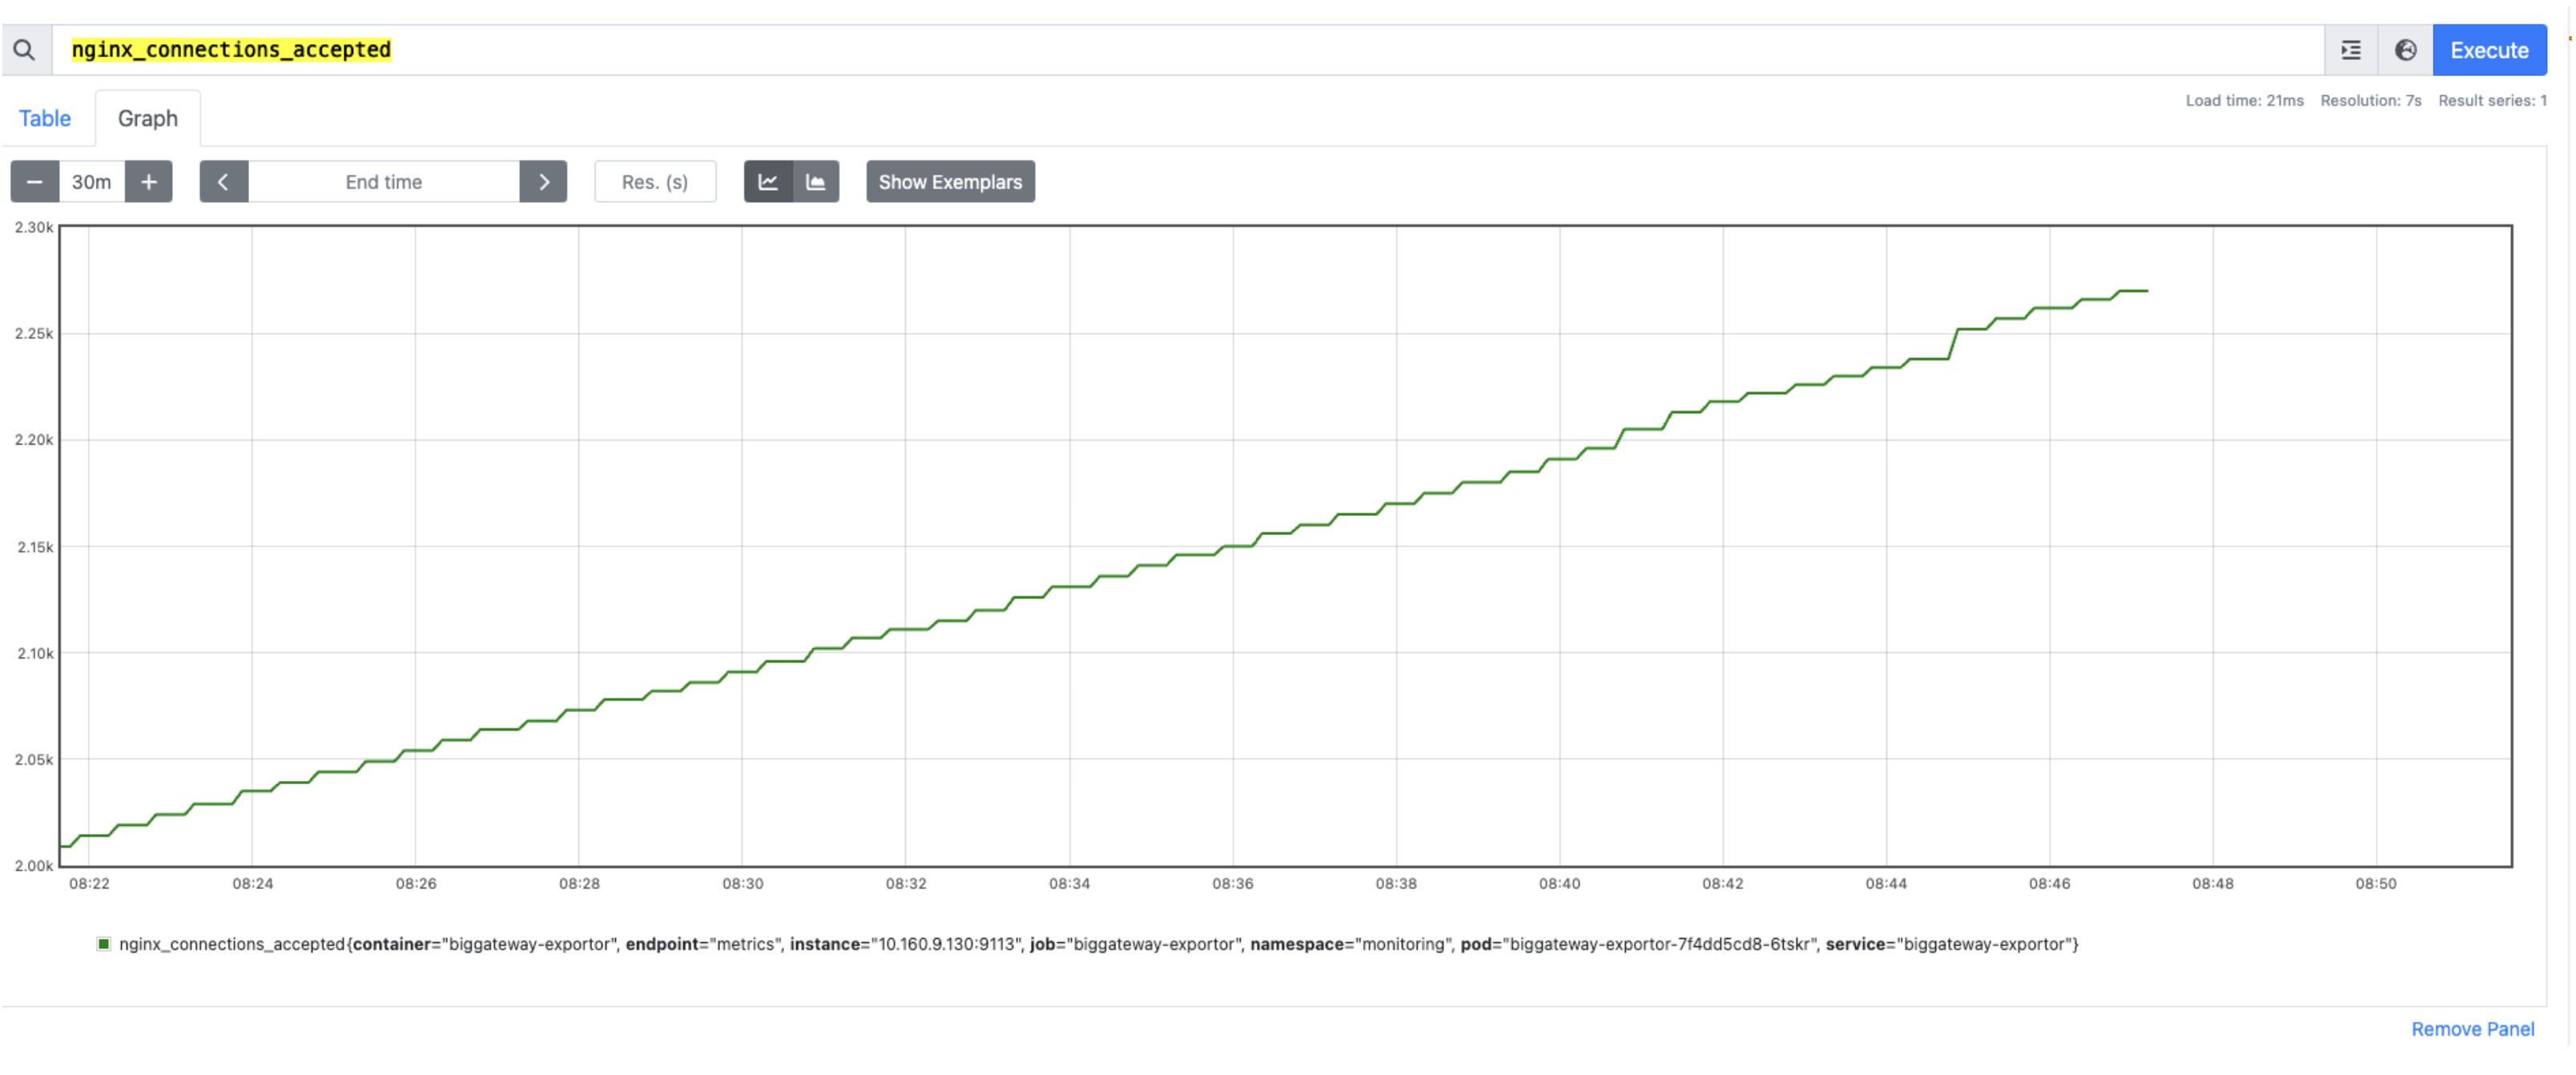 nginx_connections_accepted
Execute
Load time: 21ms Resolution: 7s Result series: 1
Table Graph
30m
End time
Res. (s)
Show Exemplars
2.30k
2.25k
2.20k
2.15k
2.10k
2.05k
2.00k
08:22 08:24 08:26 08:28 08:30 08:32 08:34 08:36 08:38 08:40 08:42 08:44 08:46 08:48 08:50
nginx_connections_accepted{container="biggateway-exportor", endpoint="metrics", instance="10.160.9.130:9113", job="biggateway-exportor", namespace="monitoring", pod="biggateway-exportor-7f4dd5cd8-6tskr", service="biggateway-exportor"}
Remove Panel